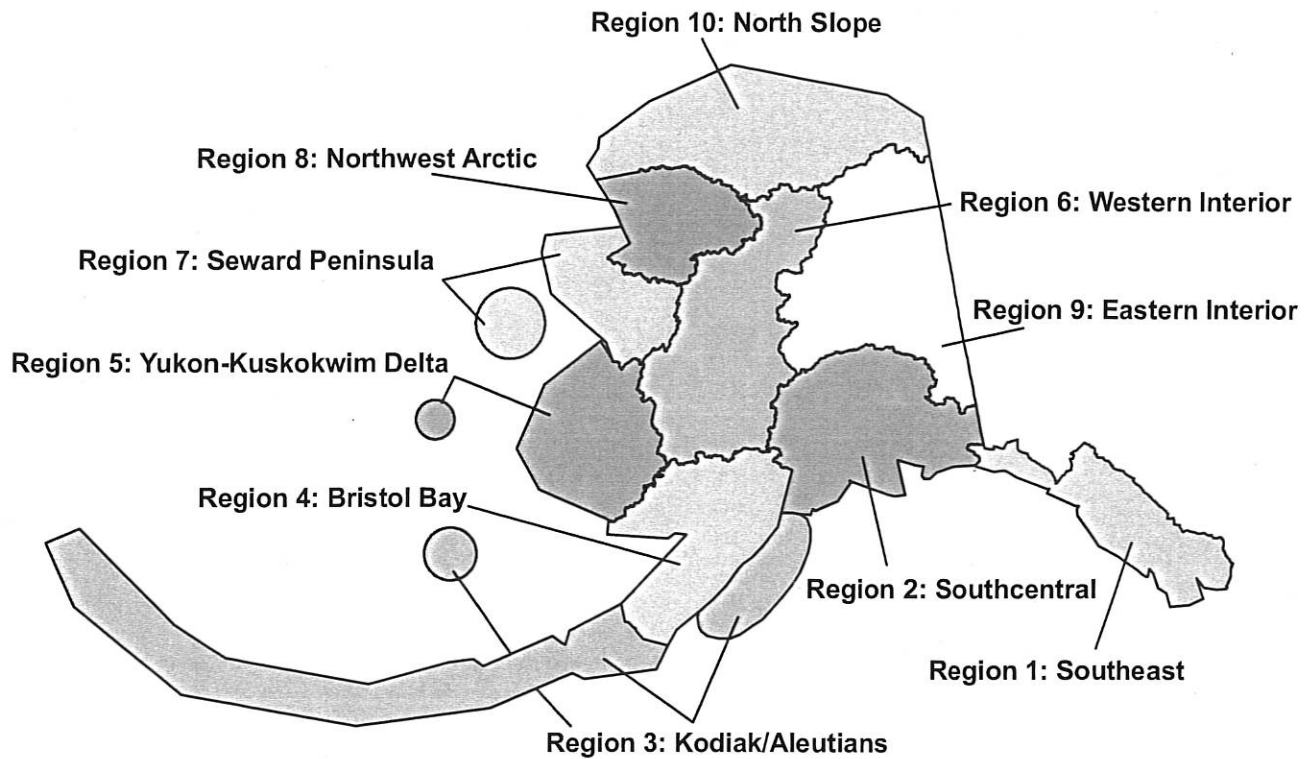 Region 10: North Slope
Region 8: Northwest Arctic
Region 6: Western Interior
Region 7: Seward Peninsula
Region 9: Eastern Interior
Region 5: Yukon-Kuskokwim Delta
Region 4: Bristol Bay
Region 2: Southcentral
Region 1: Southeast
Region 3: Kodiak/Aleutians